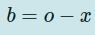 b = o − x